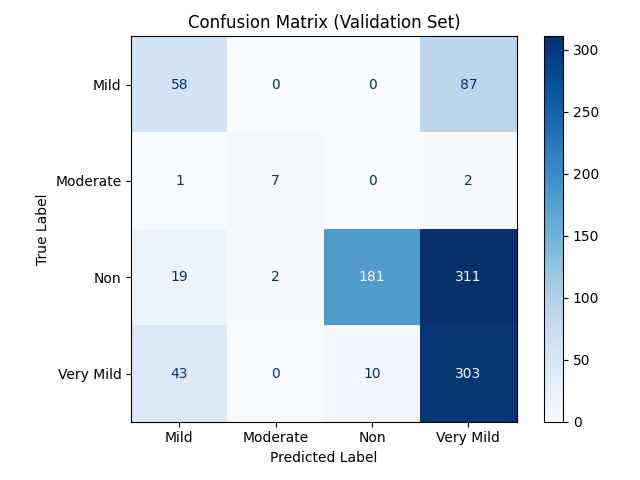 Confusion Matrix (Validation Set)
True Label
Mild 58 0 0 87
Moderate 1 7 0 2
Non 19 2 181 311
Very Mild 43 0 10 303
Mild Moderate Non Very Mild
Predicted Label
300
250
200
150
100
50
0